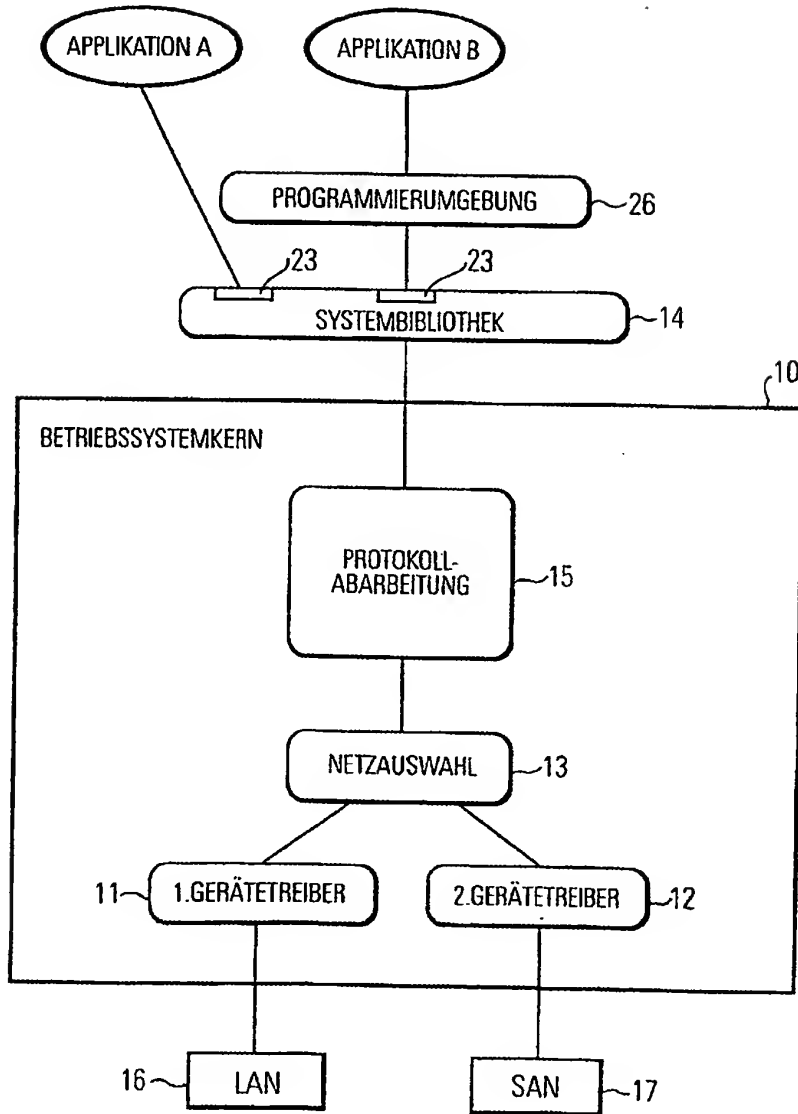 APPLIKATION A
APPLIKATION B
PROGRAMMIERUMGEBUNG
26
23
23
SYSTEMBIBLIOTHEK
14
10
BETRIEBSSYSTEMKERN
PROTOKOLL-
ABARBEITUNG
15
NETZAUSWAHL
13
11
1.GERÄTETREIBER
2.GERÄTETREIBER
12
16
LAN
SAN
17